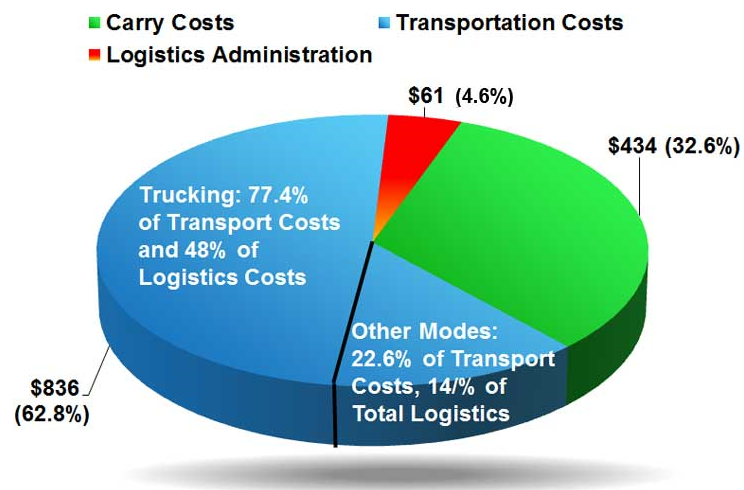 Carry Costs
Transportation Costs
Logistics Administration
$61 (4.6%)
$434 (32.6%)
Trucking: 77.4%
of Transport Costs
and 48% of
Logistics Costs
Other Modes:
22.6% of Transport
Costs, 14/% of
Total Logistics
$836
(62.8%)